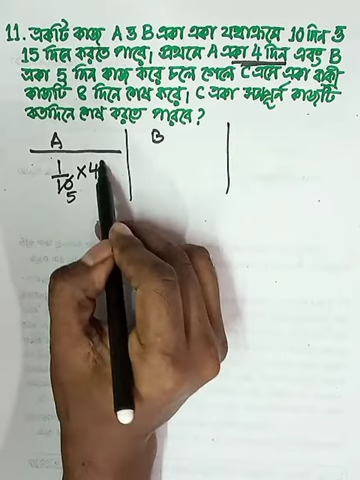 11. একটি কাজ A ও B একা একা যথাক্রমে 10 দিন ও
15 দিনে করতে পারে। প্রথমে A একা 4 দিন এবং B
একা 5 দিন কাজ করে চলে গেলে C এসে একা বাকী
কাজটি 8 দিনে শেষ করে। C একা সম্পূর্ন কাজটি
কতদিনে শেষ করতে পারবে?
A B
1/10 × 4
5